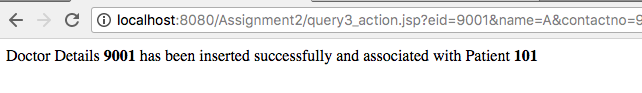 localhost:8080/Assignment2/query3_action.jsp?eid=9001&name=A&contactno=9
Doctor Details 9001 has been inserted successfully and associated with Patient 101